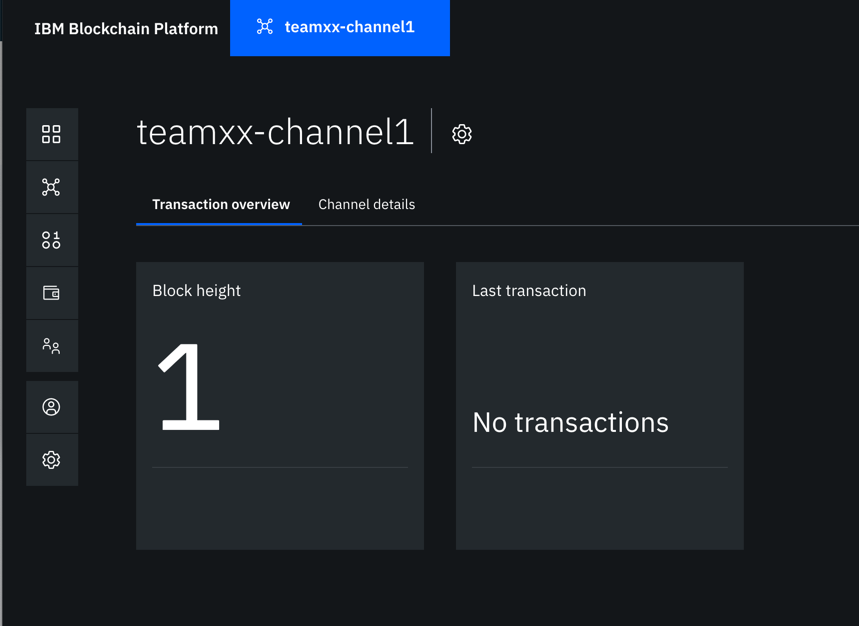 IBM Blockchain Platform
teamxx-channel1
teamxx-channel1
Transaction overview
Channel details
Block height
1
Last transaction
No transactions